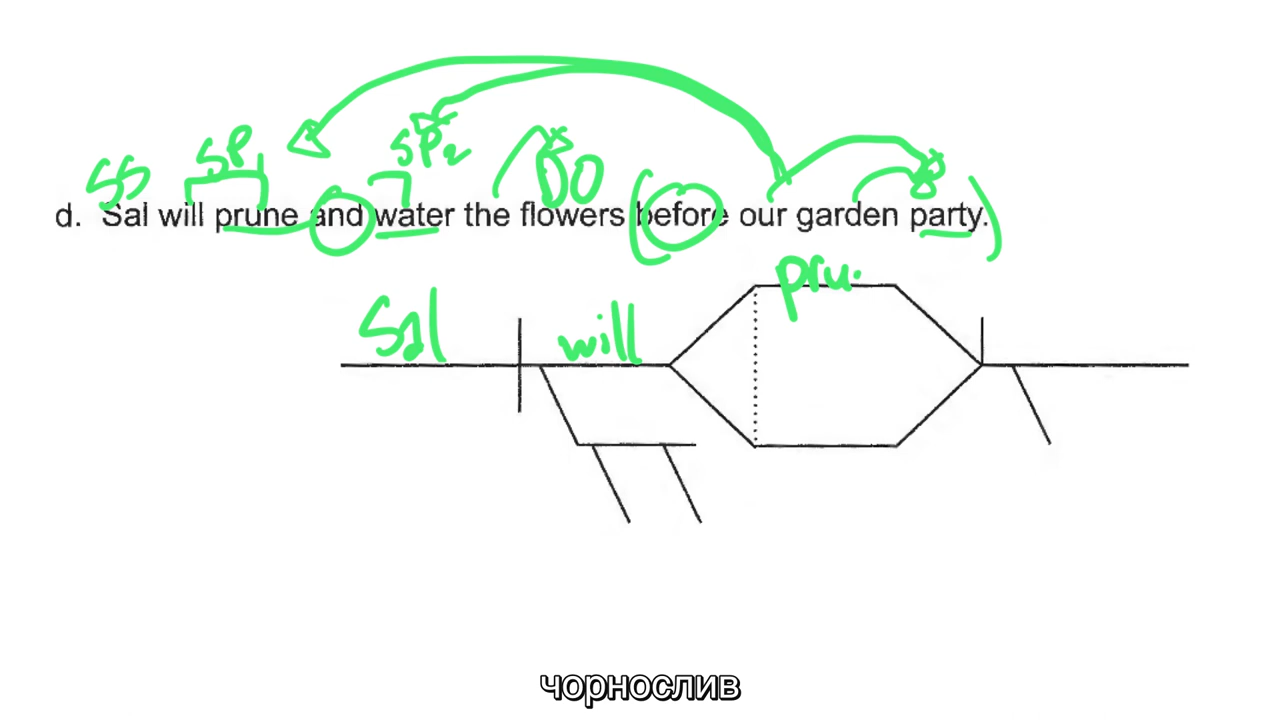 SS SP1 SP2 DO
d. Sal will prune and water the flowers before our garden party.
pru.
Sal will
чорнослив